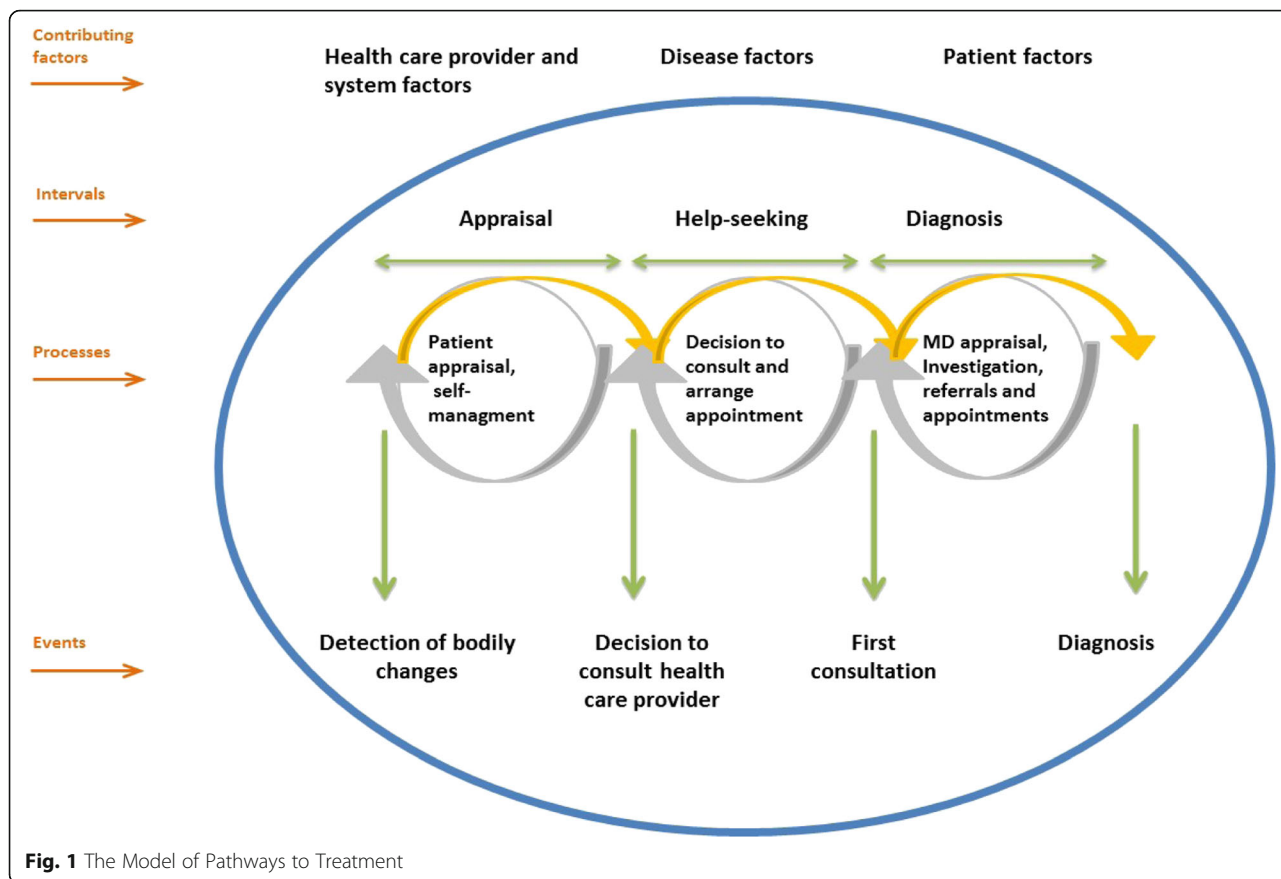 Contributing
factors
Health care provider and
system factors
Disease factors
Patient factors
Intervals
Appraisal
Help-seeking
Diagnosis
Processes
Patient
appraisal,
self-
managment
Decision to
consult and
arrange
appointment
MD appraisal,
Investigation,
referrals and
appointments
Events
Detection of bodily
changes
Decision to
consult health
care provider
First
consultation
Diagnosis
Fig. 1 The Model of Pathways to Treatment